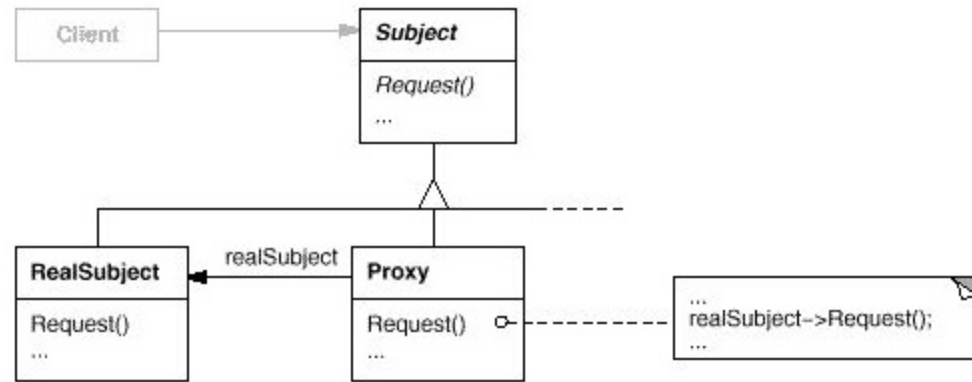 Client
Subject
Request()
...
realSubject
RealSubject
Request()
...
Proxy
Request()
...
...
realSubject->Request();
...